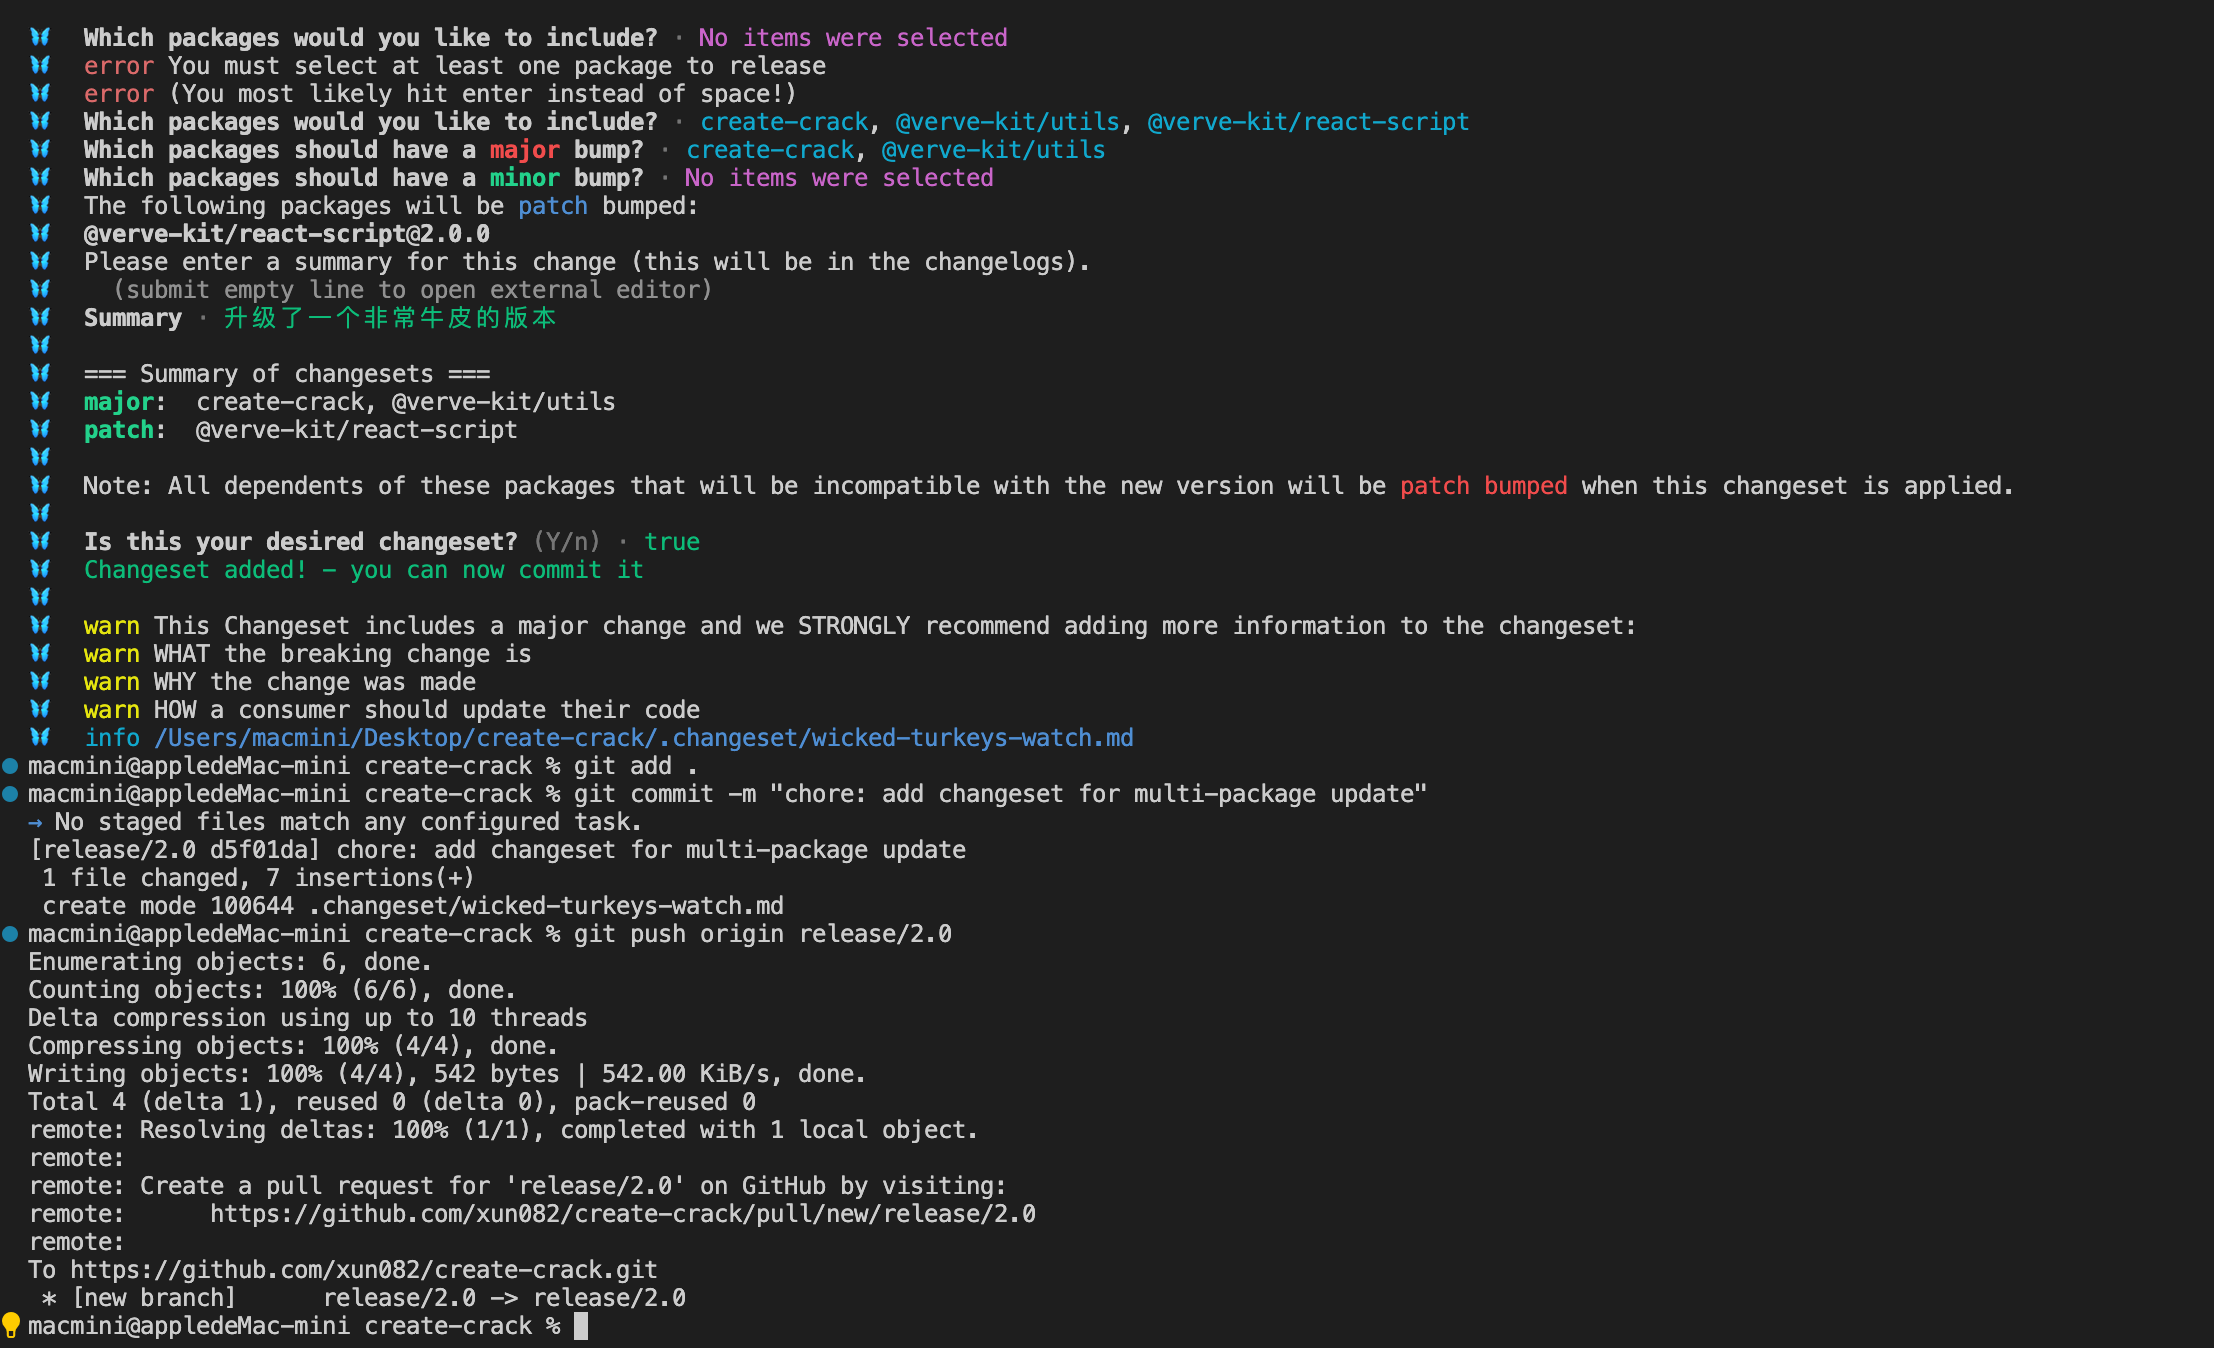 🦋  Which packages would you like to include? · No items were selected
🦋  error You must select at least one package to release
🦋  error (You most likely hit enter instead of space!)
🦋  Which packages would you like to include? · create-crack, @verve-kit/utils, @verve-kit/react-script
🦋  Which packages should have a major bump? · create-crack, @verve-kit/utils
🦋  Which packages should have a minor bump? · No items were selected
🦋  The following packages will be patch bumped:
🦋  @verve-kit/react-script@2.0.0
🦋  Please enter a summary for this change (this will be in the changelogs).
🦋    (submit empty line to open external editor)
🦋  Summary · 升级了一个非常牛皮的版本
🦋
🦋  === Summary of changesets ===
🦋  major:  create-crack, @verve-kit/utils
🦋  patch:  @verve-kit/react-script
🦋
🦋  Note: All dependents of these packages that will be incompatible with the new version will be patch bumped when this changeset is applied.
🦋
🦋  Is this your desired changeset? (Y/n) · true
🦋  Changeset added! - you can now commit it
🦋
🦋  warn This Changeset includes a major change and we STRONGLY recommend adding more information to the changeset:
🦋  warn WHAT the breaking change is
🦋  warn WHY the change was made
🦋  warn HOW a consumer should update their code
🦋  info /Users/macmini/Desktop/create-crack/.changeset/wicked-turkeys-watch.md
macmini@appledeMac-mini create-crack % git add .
macmini@appledeMac-mini create-crack % git commit -m "chore: add changeset for multi-package update"
→ No staged files match any configured task.
[release/2.0 d5f01da] chore: add changeset for multi-package update
 1 file changed, 7 insertions(+)
 create mode 100644 .changeset/wicked-turkeys-watch.md
macmini@appledeMac-mini create-crack % git push origin release/2.0
Enumerating objects: 6, done.
Counting objects: 100% (6/6), done.
Delta compression using up to 10 threads
Compressing objects: 100% (4/4), done.
Writing objects: 100% (4/4), 542 bytes | 542.00 KiB/s, done.
Total 4 (delta 1), reused 0 (delta 0), pack-reused 0
remote: Resolving deltas: 100% (1/1), completed with 1 local object.
remote:
remote: Create a pull request for 'release/2.0' on GitHub by visiting:
remote:      https://github.com/xun082/create-crack/pull/new/release/2.0
remote:
To https://github.com/xun082/create-crack.git
 * [new branch]      release/2.0 -> release/2.0
macmini@appledeMac-mini create-crack %